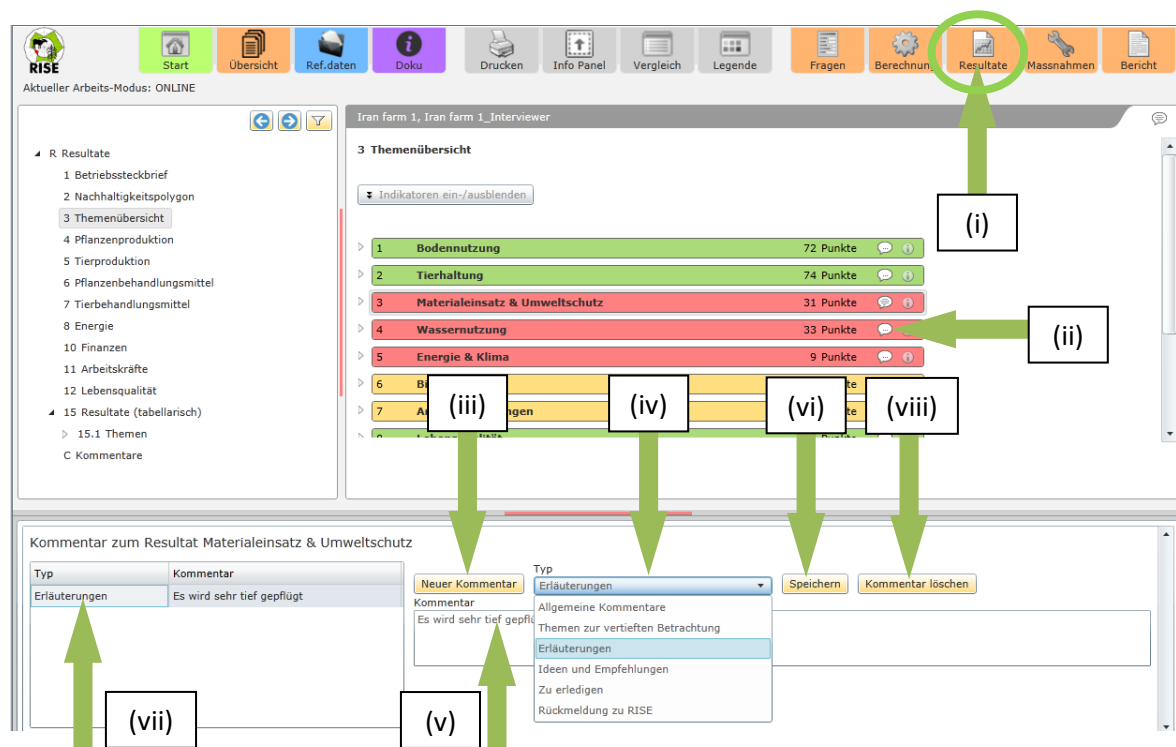 RISE
Start
Übersicht
Ref.daten
Doku
Drucken
Info Panel
Vergleich
Legende
Fragen
Berechnung
Resultate
Massnahmen
Bericht
Aktueller Arbeits-Modus: ONLINE
Iran farm 1, Iran farm 1_Interviewer
R Resultate
1 Betriebssteckbrief
2 Nachhaltigkeitspolygon
3 Themenübersicht
4 Pflanzenproduktion
5 Tierproduktion
6 Pflanzenbehandlungsmittel
7 Tierbehandlungsmittel
8 Energie
10 Finanzen
11 Arbeitskräfte
12 Lebensqualität
15 Resultate (tabellarisch)
15.1 Themen
C Kommentare
3 Themenübersicht
Indikatoren ein-/ausblenden
1 Bodennutzung 72 Punkte
2 Tierhaltung 74 Punkte
3 Materialeinsatz & Umweltschutz 31 Punkte
4 Wassernutzung 33 Punkte
5 Energie & Klima 9 Punkte
6
7
(i)
(ii)
(iii)
(iv)
(vi)
(viii)
Kommentar zum Resultat Materialeinsatz & Umweltschutz
Typ Kommentar
Erläuterungen Es wird sehr tief gepflügt
Neuer Kommentar
Typ
Erläuterungen
Speichern
Kommentar löschen
Kommentar
Es wird sehr tief
Allgemeine Kommentare
Themen zur vertieften Betrachtung
Erläuterungen
Ideen und Empfehlungen
Zu erledigen
Rückmeldung zu RISE
(vii)
(v)